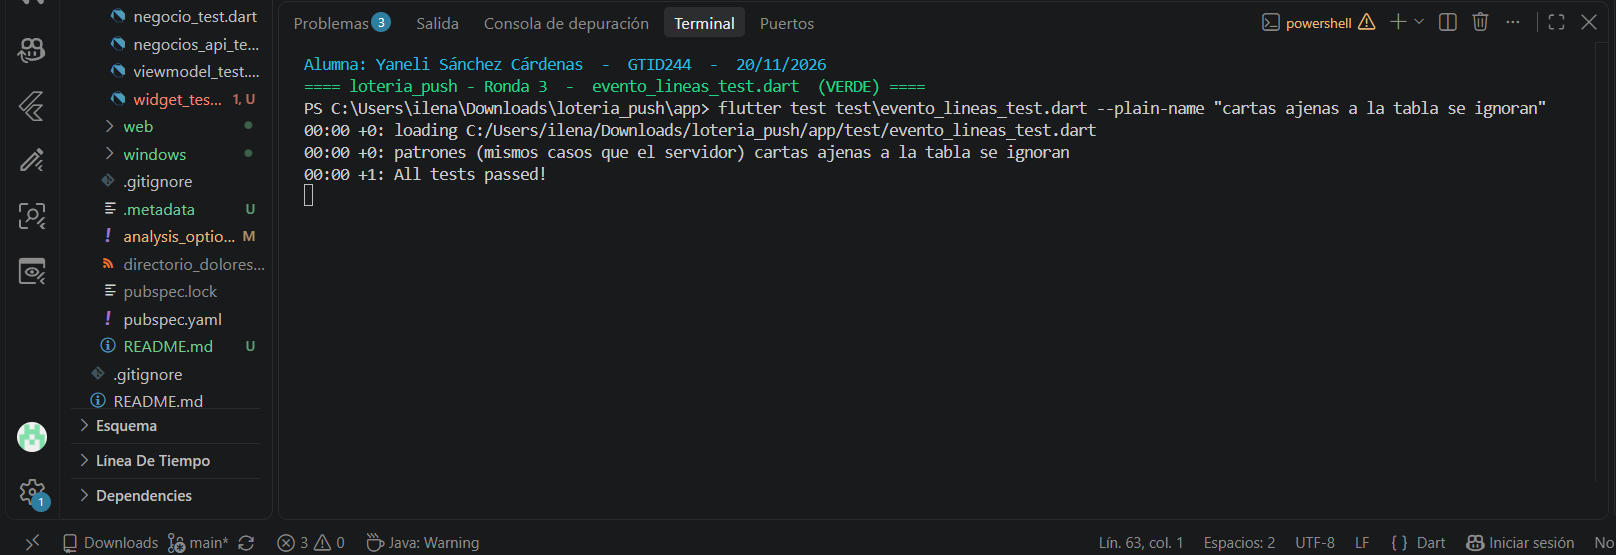 negocio_test.dart
negocios_api_te...
viewmodel_test....
widget_tes... 1, U
web
windows
.gitignore
.metadata U
analysis_optio... M
directorio_dolores...
pubspec.lock
pubspec.yaml
README.md U
.gitignore
README.md
Esquema
Línea De Tiempo
Dependencies
1
Problemas 3 Salida Consola de depuración Terminal Puertos powershell
Alumna: Yaneli Sánchez Cárdenas - GTID244 - 20/11/2026
==== loteria_push - Ronda 3 - evento_lineas_test.dart (VERDE) ====
PS C:\Users\ilena\Downloads\loteria_push\app> flutter test test\evento_lineas_test.dart --plain-name "cartas ajenas a la tabla se ignoran"
00:00 +0: loading C:/Users/ilena/Downloads/loteria_push/app/test/evento_lineas_test.dart
00:00 +0: patrones (mismos casos que el servidor) cartas ajenas a la tabla se ignoran
00:00 +1: All tests passed!
Downloads main* 3 0 Java: Warning Lín. 63, col. 1 Espacios: 2 UTF-8 LF { } Dart Iniciar sesión No